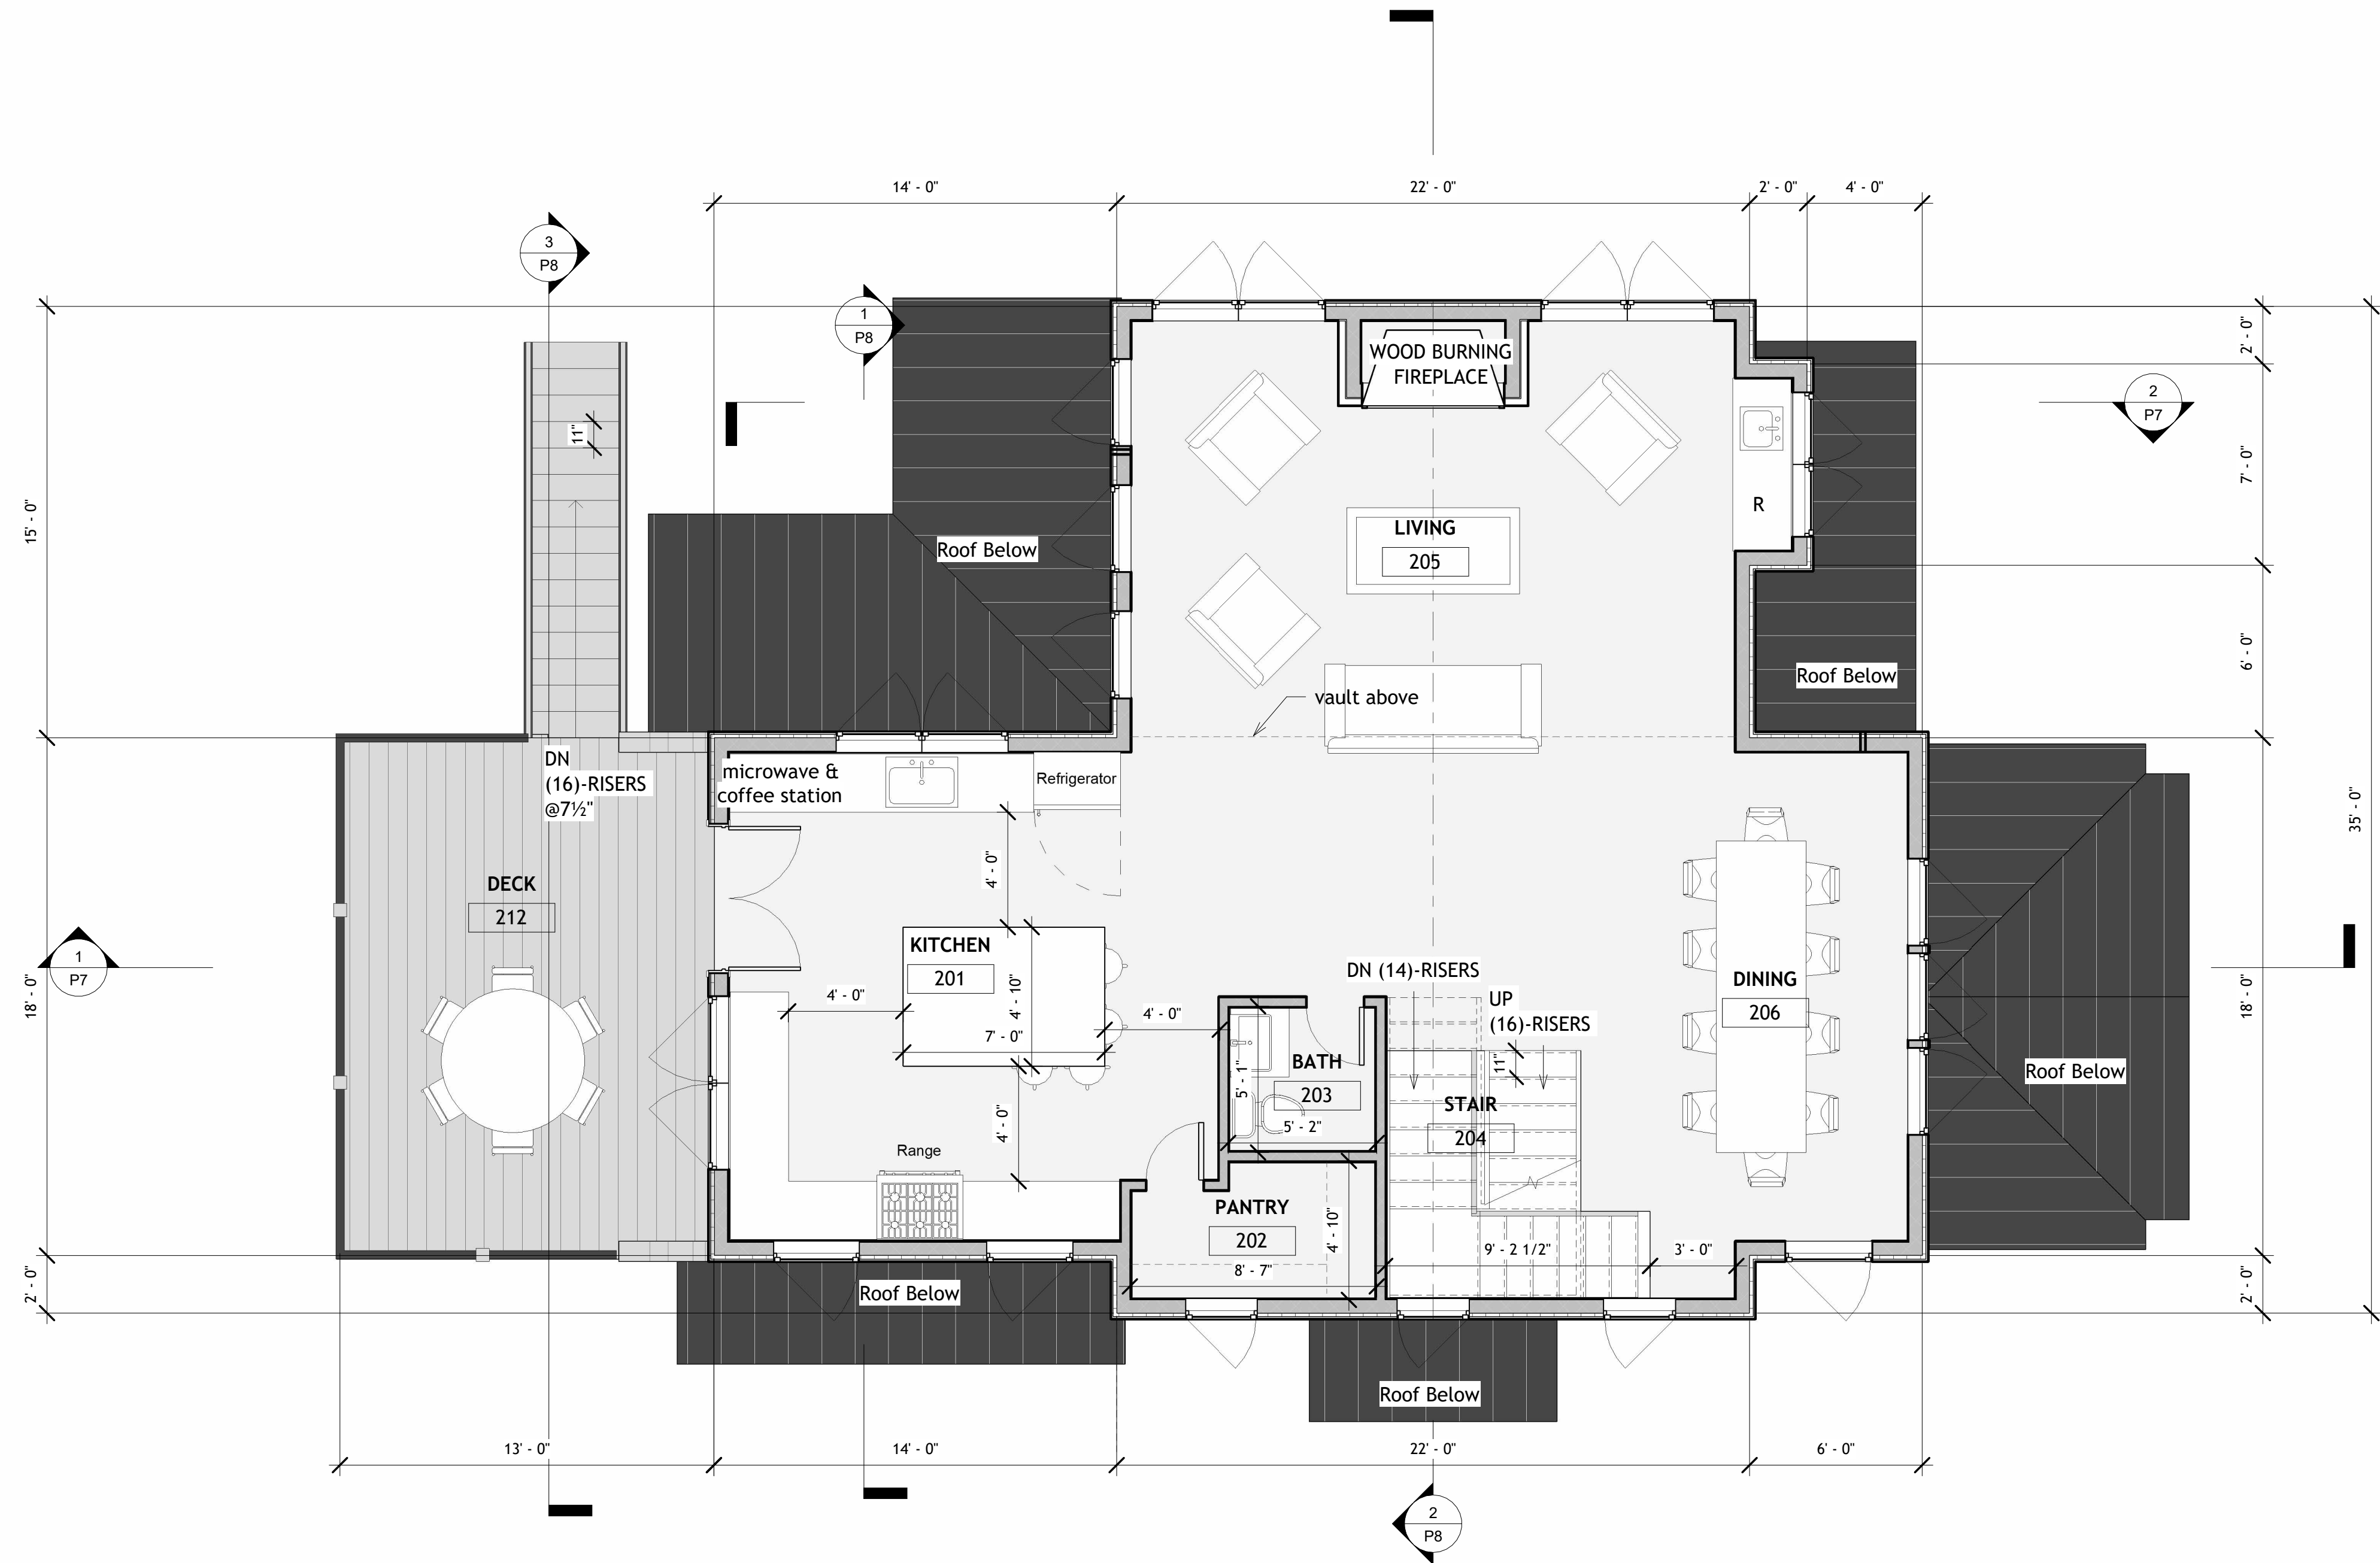 14' - 0"
22' - 0"
2' - 0"
4' - 0"
3
P8
1
P8
2' - 0"
WOOD BURNING
FIREPLACE
2
P7
11"
7' - 0"
15' - 0"
R
LIVING
205
Roof Below
6' - 0"
Roof Below
vault above
DN
(16)-RISERS
@7½"
microwave &
coffee station
Refrigerator
35' - 0"
4' - 0"
DECK
212
KITCHEN
201
1
P7
DN (14)-RISERS
DINING
206
4' - 0"
4' - 10"
7' - 0"
4' - 0"
UP
(16)-RISERS
18' - 0"
18' - 0"
BATH
203
5' - 1"
5' - 2"
11"
STAIR
204
Roof Below
4' - 0"
Range
PANTRY
202
4' - 10"
8' - 7"
9' - 2 1/2"
3' - 0"
2' - 0"
2' - 0"
Roof Below
Roof Below
13' - 0"
14' - 0"
22' - 0"
6' - 0"
2
P8